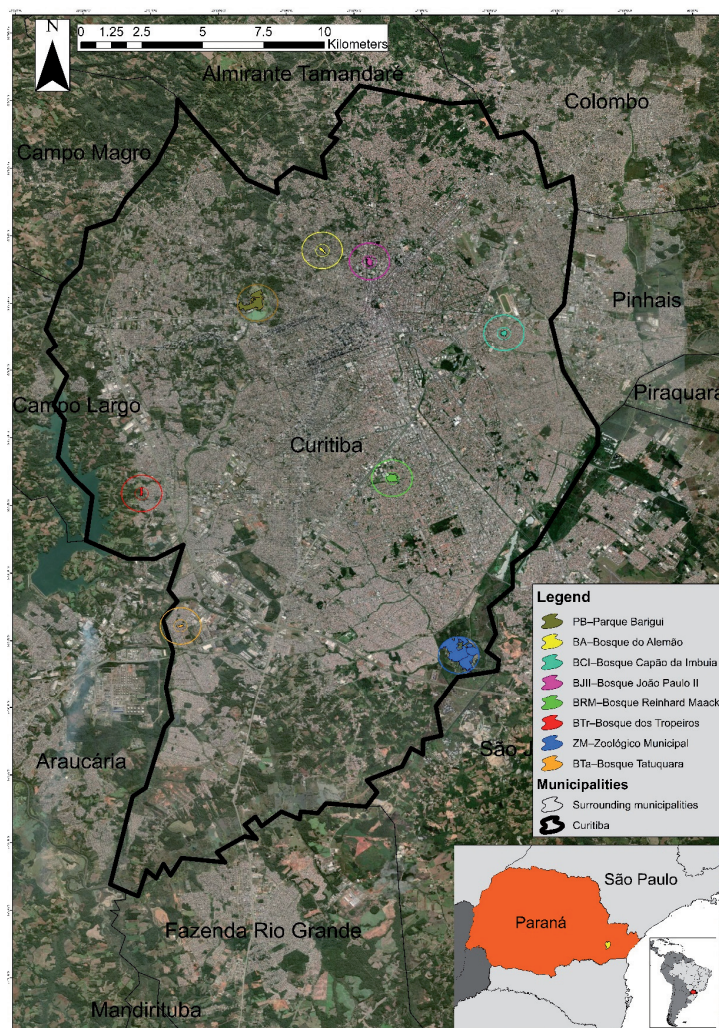 N
0 1.25 2.5 5 7.5 10
Kilometers
Almirante Tamandaré
Colombo
Campo Magro
Pinhais
Piraquara
Campo Largo
Curitiba
Legend
PB–Parque Barigui
BA–Bosque do Alemão
BCI–Bosque Capão da Imbuia
BJII–Bosque João Paulo II
BRM–Bosque Reinhard Maack
BTr–Bosque dos Tropeiros
ZM–Zoológico Municipal
BTa–Bosque Tatuquara
Municipalities
Surrounding municipalities
Curitiba
Araucária
São J
São Paulo
Paraná
Fazenda Rio Grande
Mandirituba